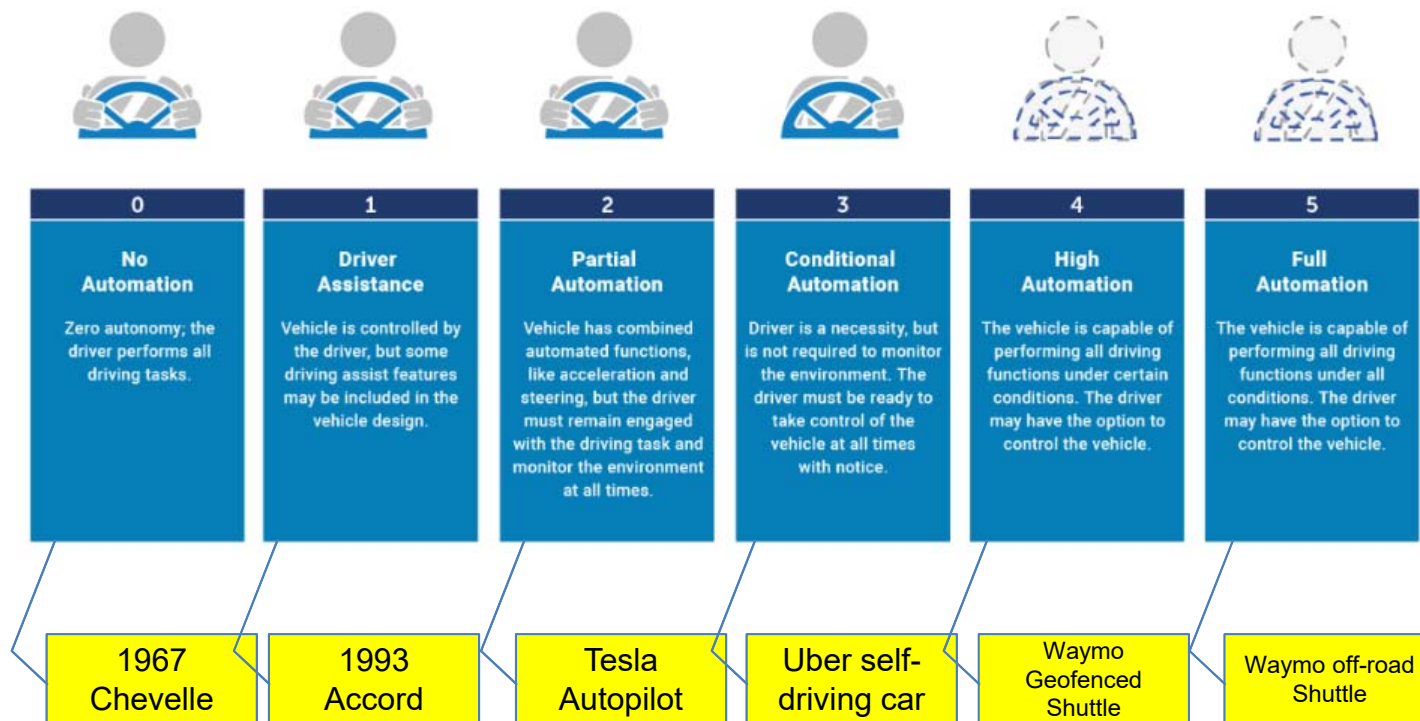 0
No
Automation
Zero autonomy; the
driver performs all
driving tasks.
1
Driver
Assistance
Vehicle is controlled by
the driver, but some
driving assist features
may be included in the
vehicle design.
2
Partial
Automation
Vehicle has combined
automated functions,
like acceleration and
steering, but the driver
must remain engaged
with the driving task and
monitor the environment
at all times.
3
Conditional
Automation
Driver is a necessity, but
is not required to monitor
the environment. The
driver must be ready to
take control of the
vehicle at all times
with notice.
4
High
Automation
The vehicle is capable of
performing all driving
functions under certain
conditions. The driver
may have the option to
control the vehicle.
5
Full
Automation
The vehicle is capable of
performing all driving
functions under all
conditions. The driver
may have the option to
control the vehicle.
1967
Chevelle
1993
Accord
Tesla
Autopilot
Uber self-
driving car
Waymo
Geofenced
Shuttle
Waymo off-road
Shuttle